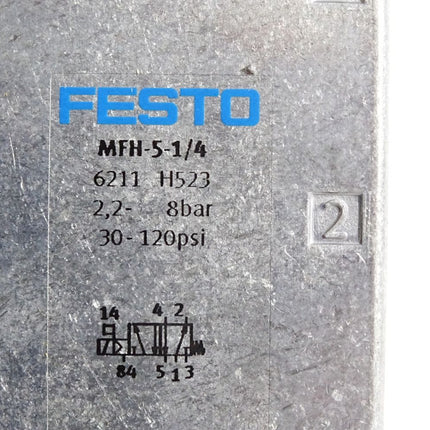 FESTO
MFH-5-1/4
6211 H523
2,2- 8bar
30-120psi
2
14 4 2
84 5 1 3